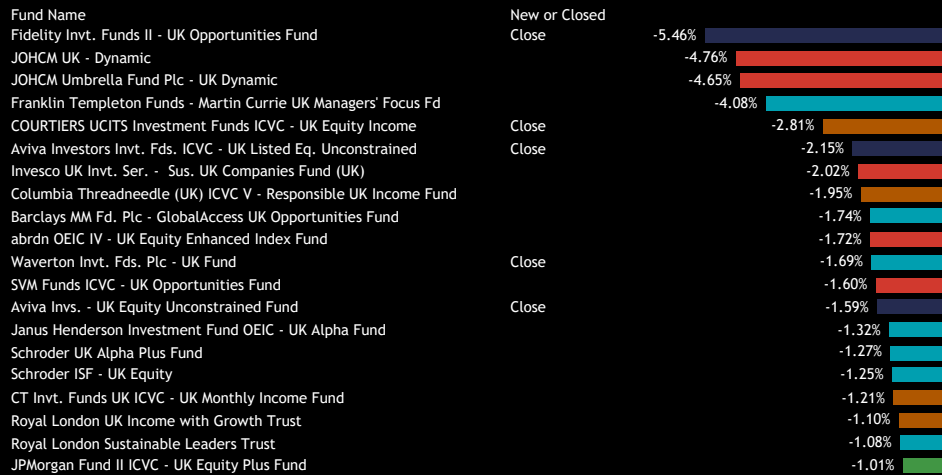 Fund Name New or Closed
Fidelity Invt. Funds II - UK Opportunities Fund Close -5.46%
JOHCM UK - Dynamic -4.76%
JOHCM Umbrella Fund Plc - UK Dynamic -4.65%
Franklin Templeton Funds - Martin Currie UK Managers' Focus Fd -4.08%
COURTIERS UCITS Investment Funds ICVC - UK Equity Income Close -2.81%
Aviva Investors Invt. Fds. ICVC - UK Listed Eq. Unconstrained Close -2.15%
Invesco UK Invt. Ser. - Sus. UK Companies Fund (UK) -2.02%
Columbia Threadneedle (UK) ICVC V - Responsible UK Income Fund -1.95%
Barclays MM Fd. Plc - GlobalAccess UK Opportunities Fund -1.74%
abrdn OEIC IV - UK Equity Enhanced Index Fund -1.72%
Waverton Invt. Fds. Plc - UK Fund Close -1.69%
SVM Funds ICVC - UK Opportunities Fund -1.60%
Aviva Invs. - UK Equity Unconstrained Fund Close -1.59%
Janus Henderson Investment Fund OEIC - UK Alpha Fund -1.32%
Schroder UK Alpha Plus Fund -1.27%
Schroder ISF - UK Equity -1.25%
CT Invt. Funds UK ICVC - UK Monthly Income Fund -1.21%
Royal London UK Income with Growth Trust -1.10%
Royal London Sustainable Leaders Trust -1.08%
JPMorgan Fund II ICVC - UK Equity Plus Fund -1.01%